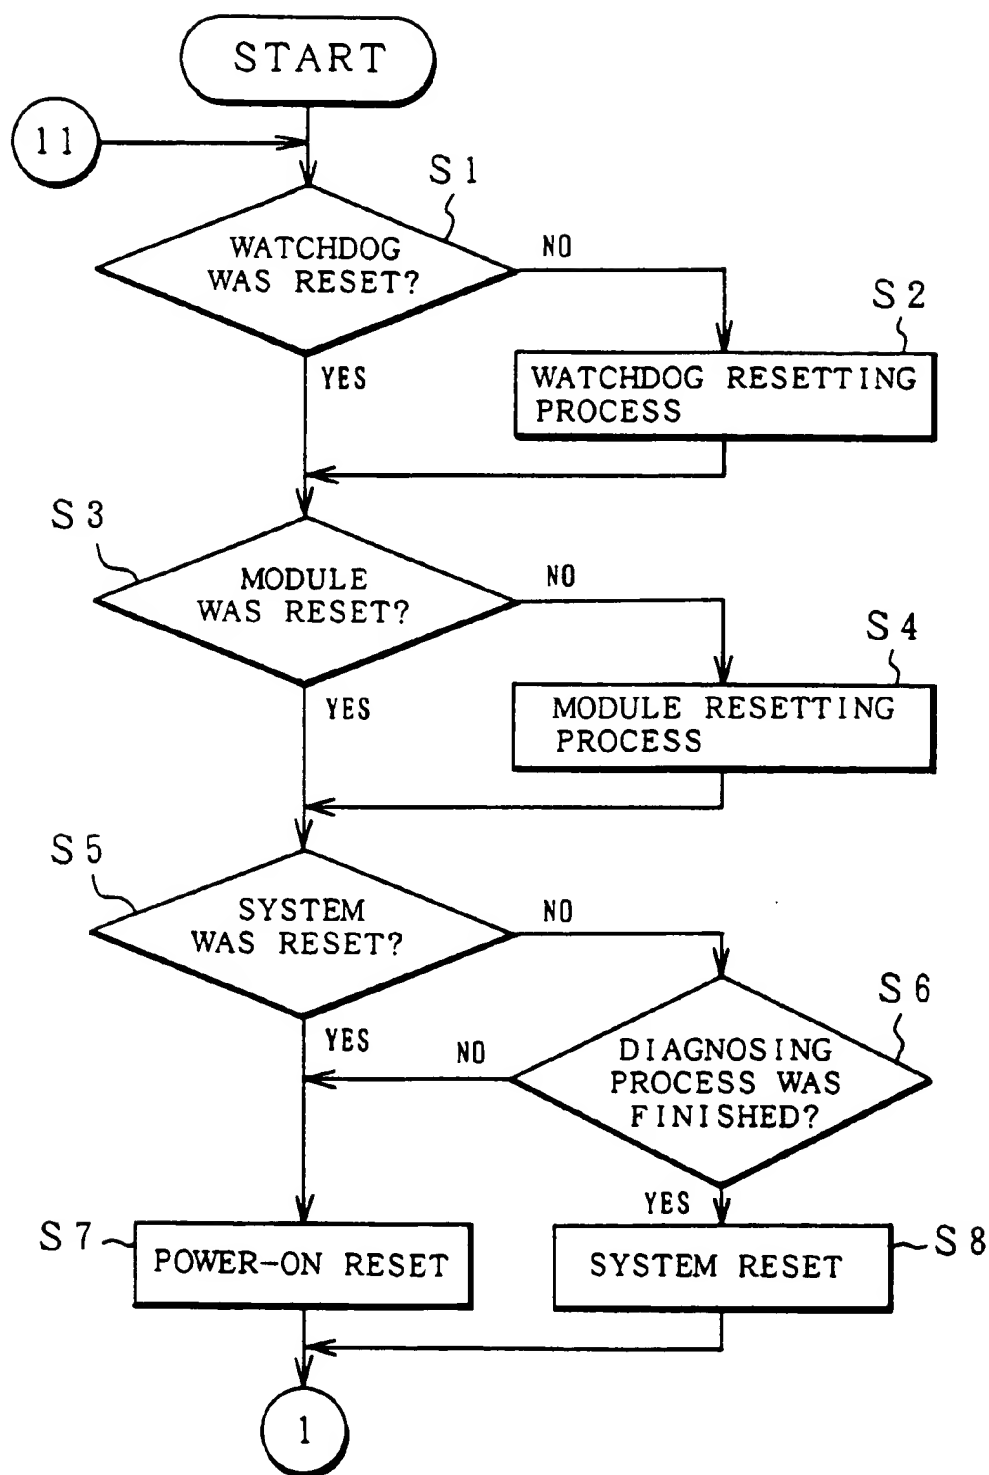 START
11
S1
WATCHDOG
WAS RESET?
NO
YES
S2
WATCHDOG RESETTING
PROCESS
S3
MODULE
WAS RESET?
NO
YES
S4
MODULE RESETTING
PROCESS
S5
SYSTEM
WAS RESET?
NO
YES
S6
DIAGNOSING
PROCESS WAS
FINISHED?
NO
YES
S7
POWER-ON RESET
SYSTEM RESET
S8
1